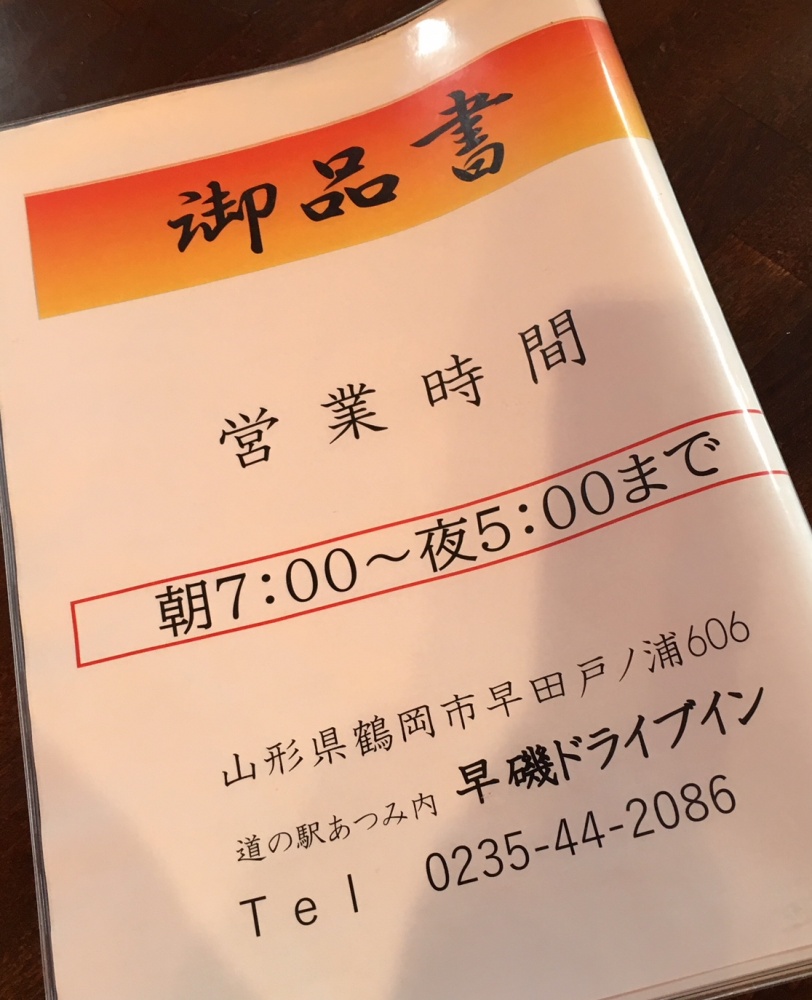 御品書
営業時間
朝7:00～夜5:00まで
山形県鶴岡市早田戸ノ浦606
道の駅あつみ内 早磯ドライブイン
Tel 0235-44-2086